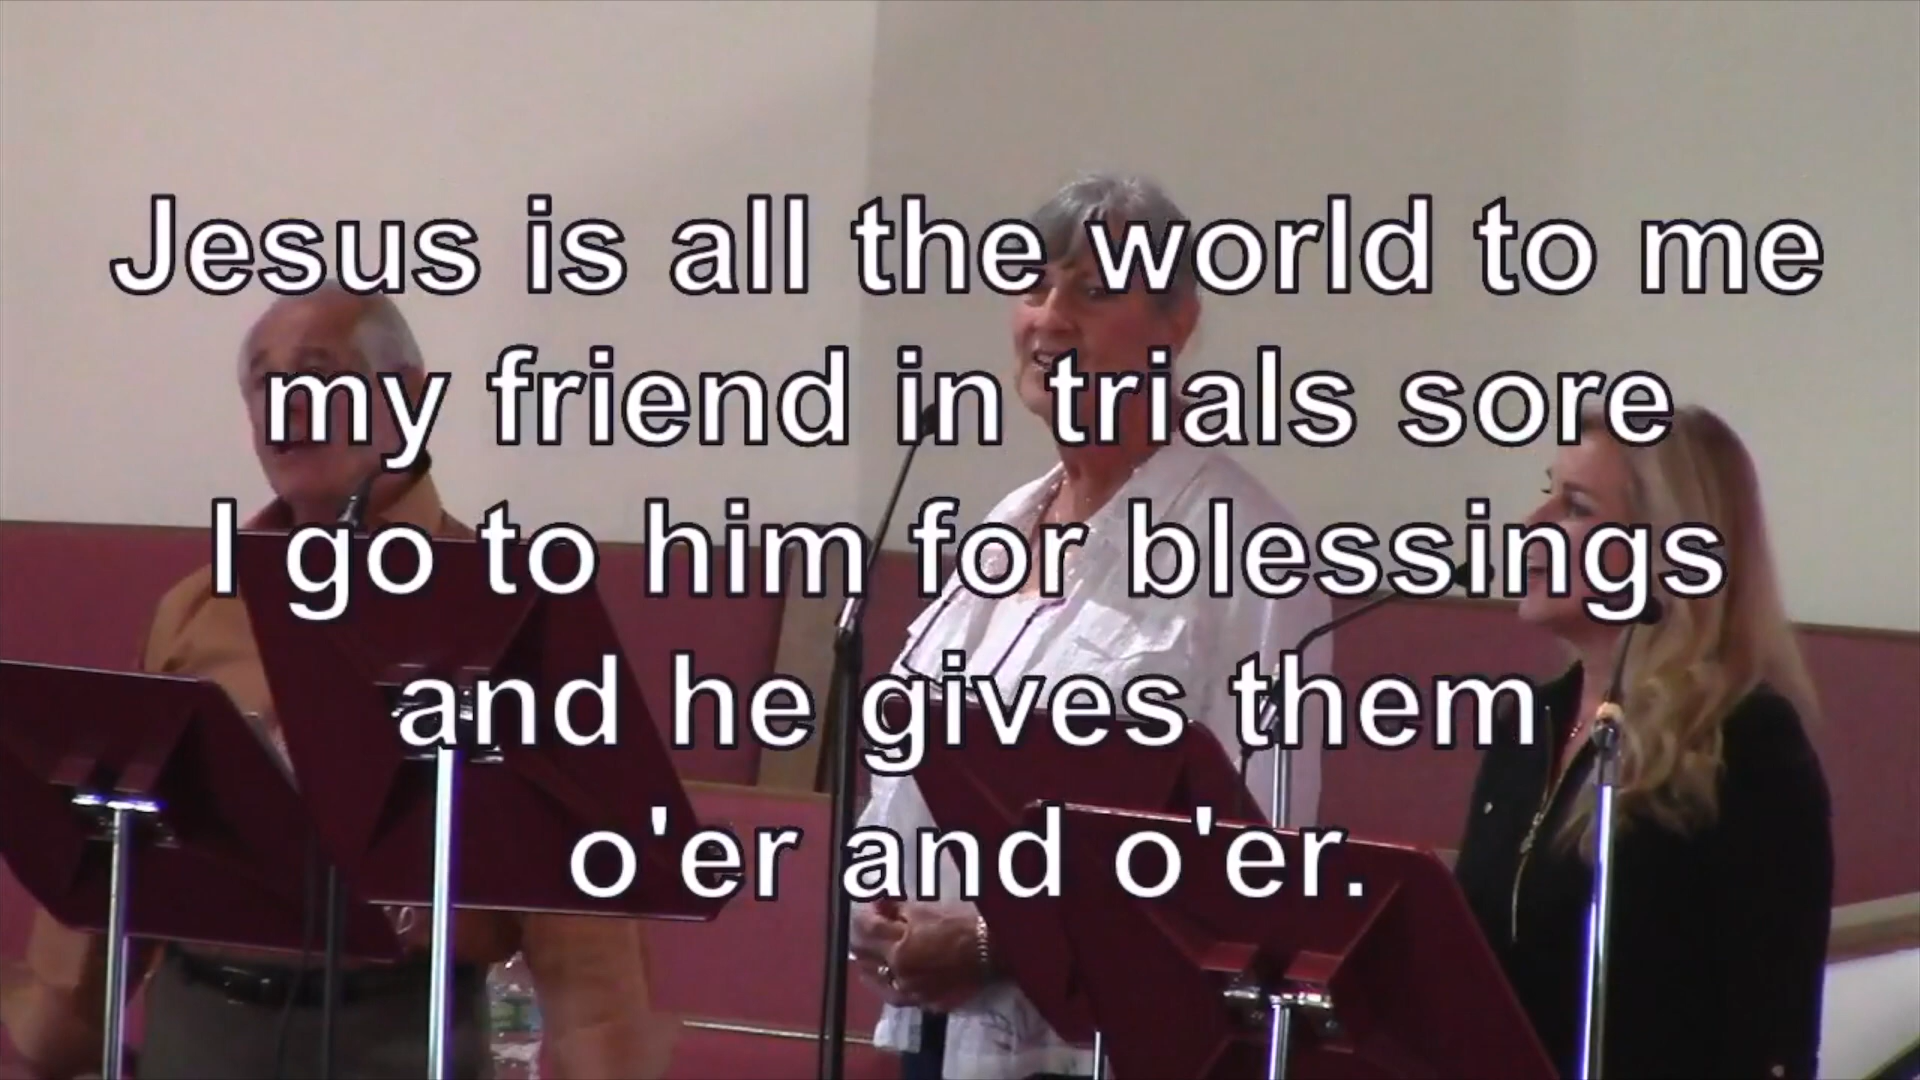 Jesus is all the world to me
my friend in trials sore
I go to him for blessings
and he gives them
o'er and o'er.